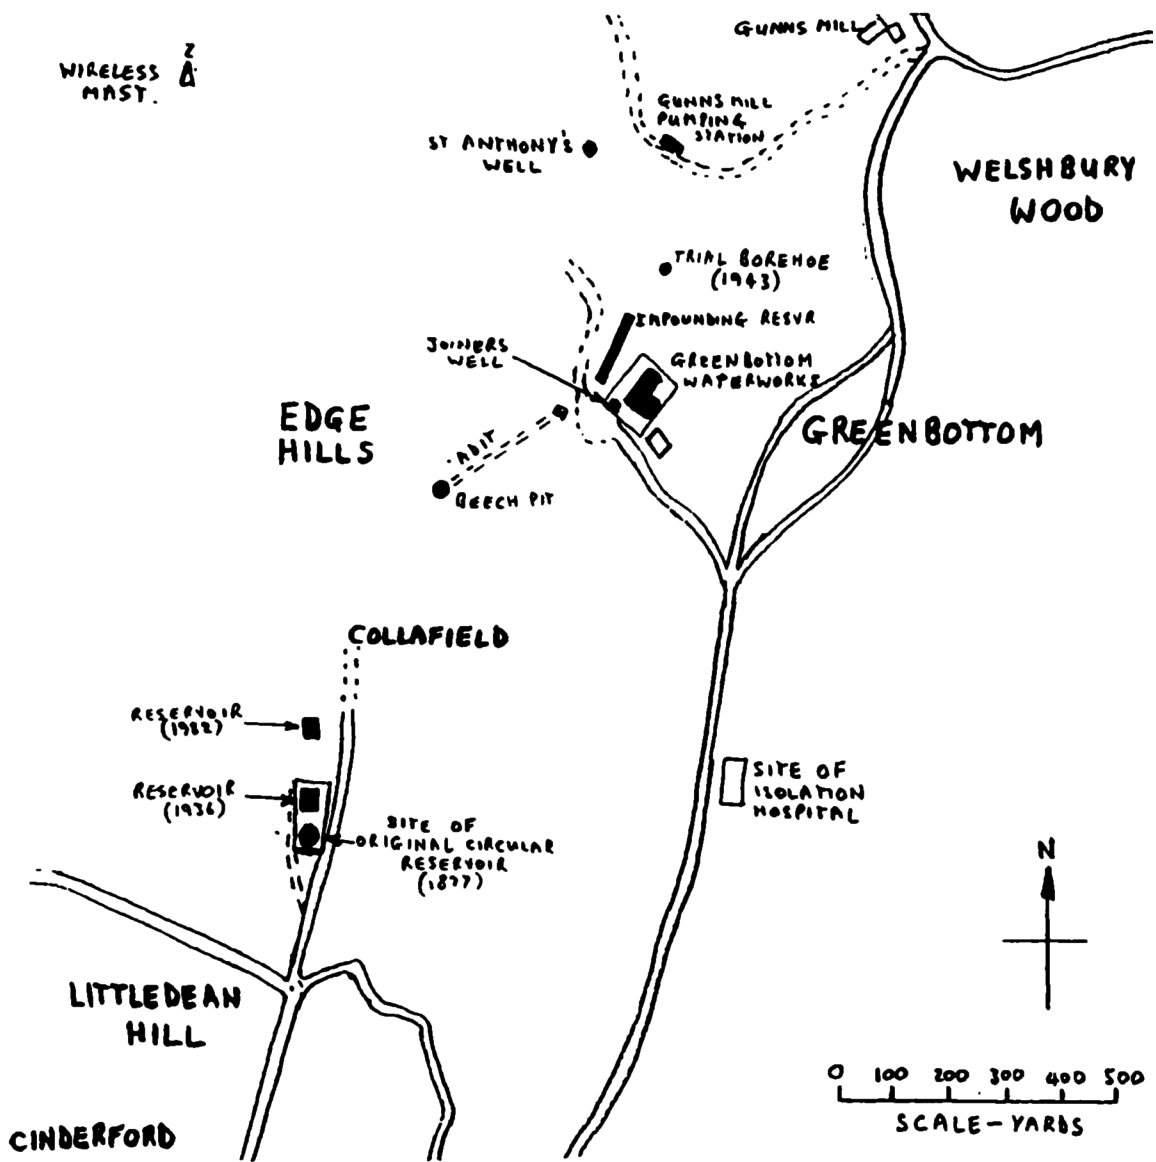 GUNNS MILL
WIRELESS
MAST.
GUNNS MILL
PUMPING
STATION
ST ANTHONY'S
WELL
WELSHBURY
WOOD
TRIAL BOREHOE
(1943)
IMPOUNDING RESVR
JOINERS
WELL
GREENBOTTOM
WATERWORKS
EDGE
HILLS
GREENBOTTOM
ADIT
BEECH PIT
COLLAFIELD
RESERVOIR
(1982)
RESERVOIR
(1936)
SITE OF
ORIGINAL CIRCULAR
RESERVOIR
(1877)
SITE OF
ISOLATION
HOSPITAL
N
LITTLEDEAN
HILL
0 100 200 300 400 500
SCALE-YARDS
CINDERFORD